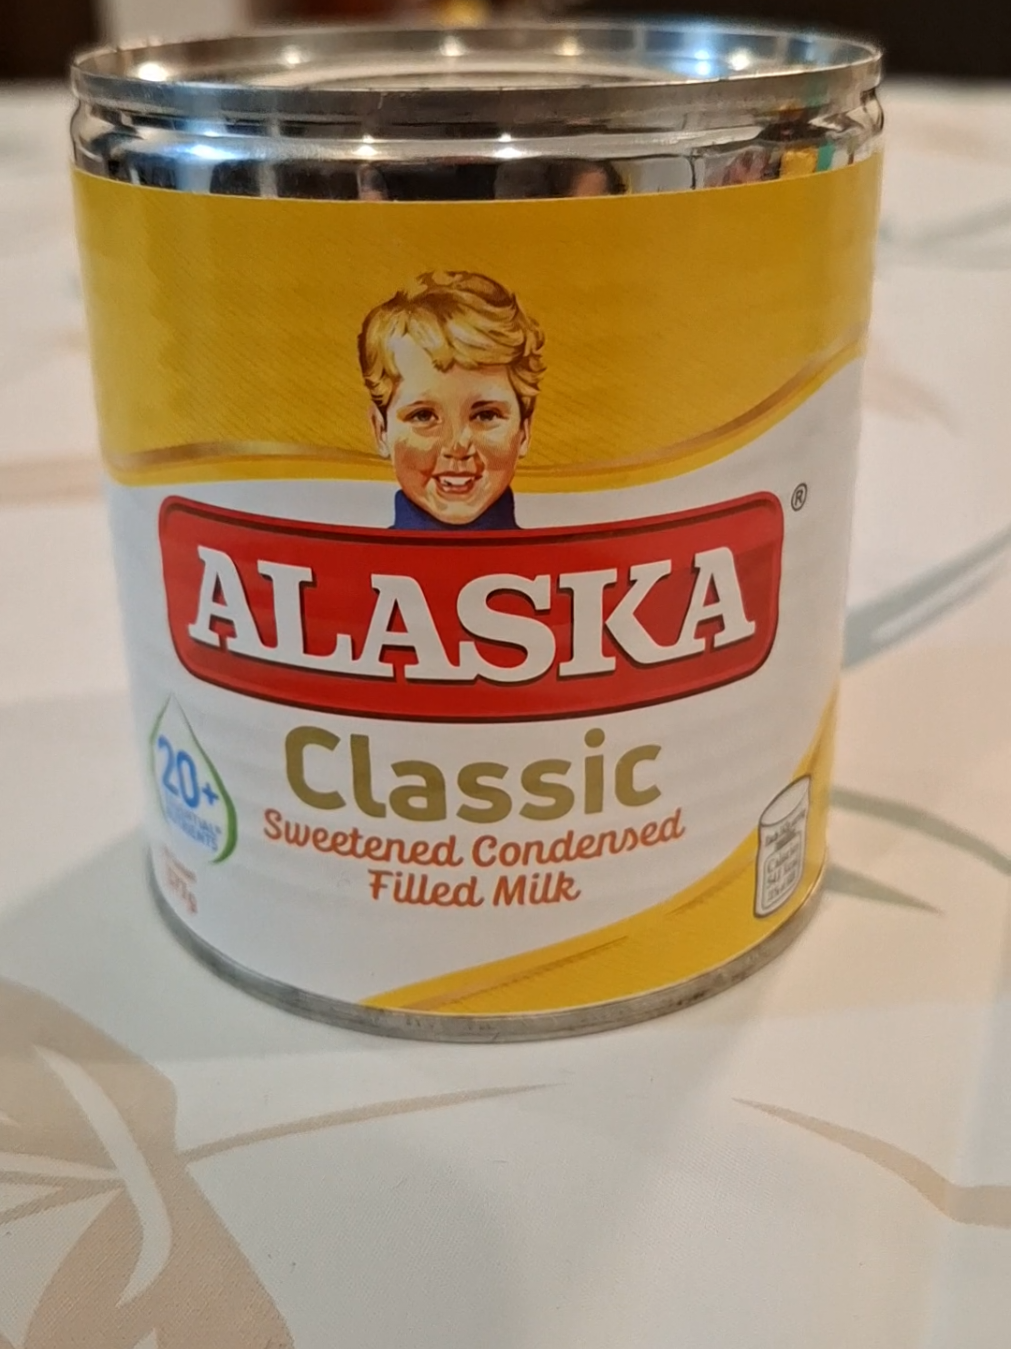 ALASKA
®
Classic
20+
Sweetened Condensed
Filled Milk